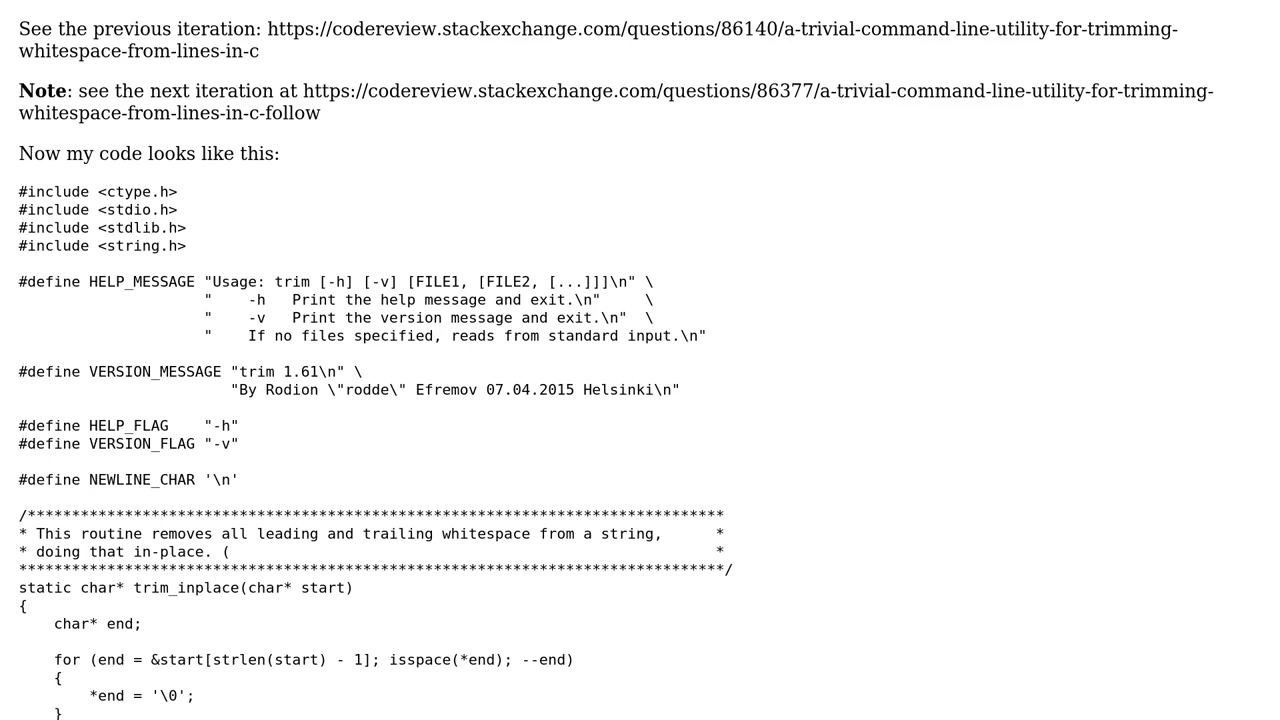 See the previous iteration: https://codereview.stackexchange.com/questions/86140/a-trivial-command-line-utility-for-trimming-
whitespace-from-lines-in-c
Note: see the next iteration at https://codereview.stackexchange.com/questions/86377/a-trivial-command-line-utility-for-trimming-
whitespace-from-lines-in-c-follow
Now my code looks like this:
#include <ctype.h>
#include <stdio.h>
#include <stdlib.h>
#include <string.h>
#define HELP_MESSAGE "Usage: trim [-h] [-v] [FILE1, [FILE2, [...]]]\n" \
                     "    -h   Print the help message and exit.\n"     \
                     "    -v   Print the version message and exit.\n"  \
                     "    If no files specified, reads from standard input.\n"
#define VERSION_MESSAGE "trim 1.61\n" \
                        "By Rodion \"rodde\" Efremov 07.04.2015 Helsinki\n"
#define HELP_FLAG    "-h"
#define VERSION_FLAG "-v"
#define NEWLINE_CHAR '\n'
/*******************************************************************************
* This routine removes all leading and trailing whitespace from a string,      *
* doing that in-place. (                                                       *
********************************************************************************/
static char* trim_inplace(char* start)
{
    char* end;
    for (end = &start[strlen(start) - 1]; isspace(*end); --end)
    {
        *end = '\0';
    }